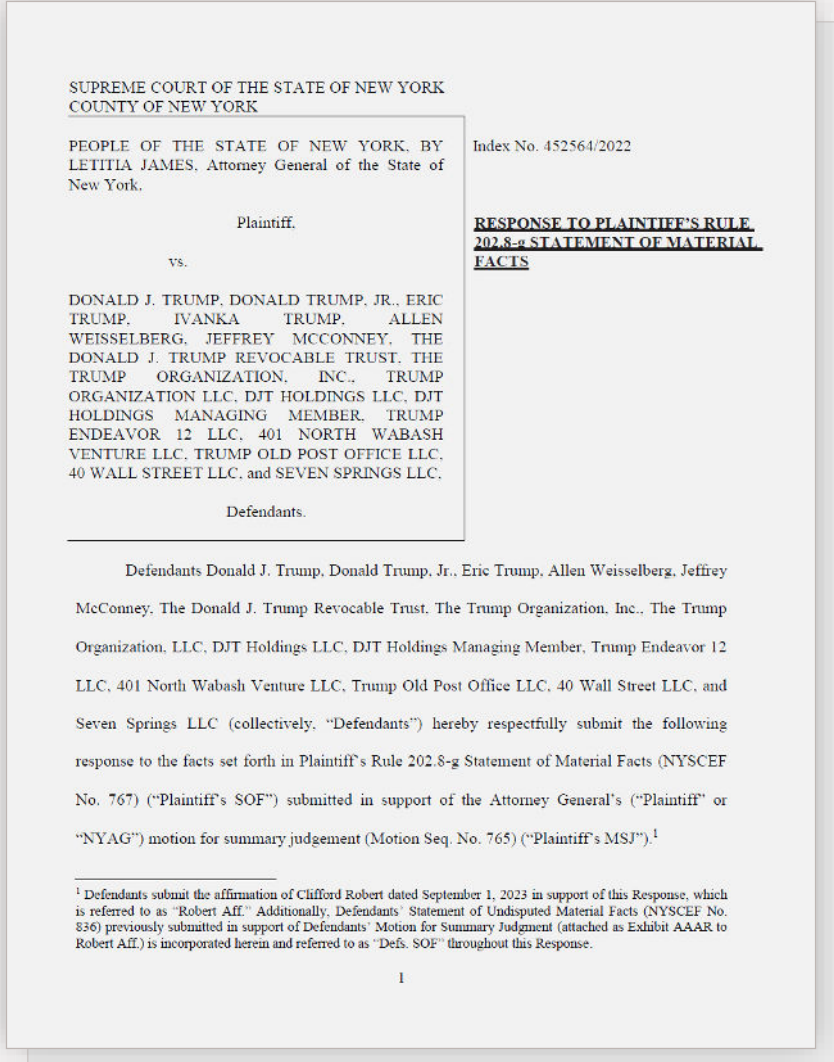 SUPREME COURT OF THE STATE OF NEW YORK
COUNTY OF NEW YORK
PEOPLE OF THE STATE OF NEW YORK, BY
LETITIA JAMES, Attorney General of the State of
New York,
Plaintiff,
vs.
DONALD J. TRUMP, DONALD TRUMP, JR., ERIC
TRUMP, IVANKA TRUMP, ALLEN
WEISSELBERG, JEFFREY MCCONNEY, THE
DONALD J. TRUMP REVOCABLE TRUST, THE
TRUMP ORGANIZATION, INC., TRUMP
ORGANIZATION LLC, DJT HOLDINGS LLC, DJT
HOLDINGS MANAGING MEMBER, TRUMP
ENDEAVOR 12 LLC, 401 NORTH WABASH
VENTURE LLC, TRUMP OLD POST OFFICE LLC,
40 WALL STREET LLC, and SEVEN SPRINGS LLC,
Defendants.
Index No. 452564/2022
RESPONSE TO PLAINTIFF'S RULE
202.8-g STATEMENT OF MATERIAL
FACTS
Defendants Donald J. Trump, Donald Trump, Jr., Eric Trump, Allen Weisselberg, Jeffrey
McConney, The Donald J. Trump Revocable Trust, The Trump Organization, Inc., The Trump
Organization, LLC, DJT Holdings LLC, DJT Holdings Managing Member, Trump Endeavor 12
LLC, 401 North Wabash Venture LLC, Trump Old Post Office LLC, 40 Wall Street LLC, and
Seven Springs LLC (collectively, “Defendants”) hereby respectfully submit the following
response to the facts set forth in Plaintiff's Rule 202.8-g Statement of Material Facts (NYSCEF
No. 767) (“Plaintiff's SOF”) submitted in support of the Attorney General's (“Plaintiff” or
“NYAG”) motion for summary judgement (Motion Seq. No. 765) (“Plaintiff's MSJ”).¹
¹ Defendants submit the affirmation of Clifford Robert dated September 1, 2023 in support of this Response, which
is referred to as “Robert Aff.” Additionally, Defendants' Statement of Undisputed Material Facts (NYSCEF No.
836) previously submitted in support of Defendants' Motion for Summary Judgment (attached as Exhibit AAAR to
Robert Aff.) is incorporated herein and referred to as “Defs. SOF” throughout this Response.
1